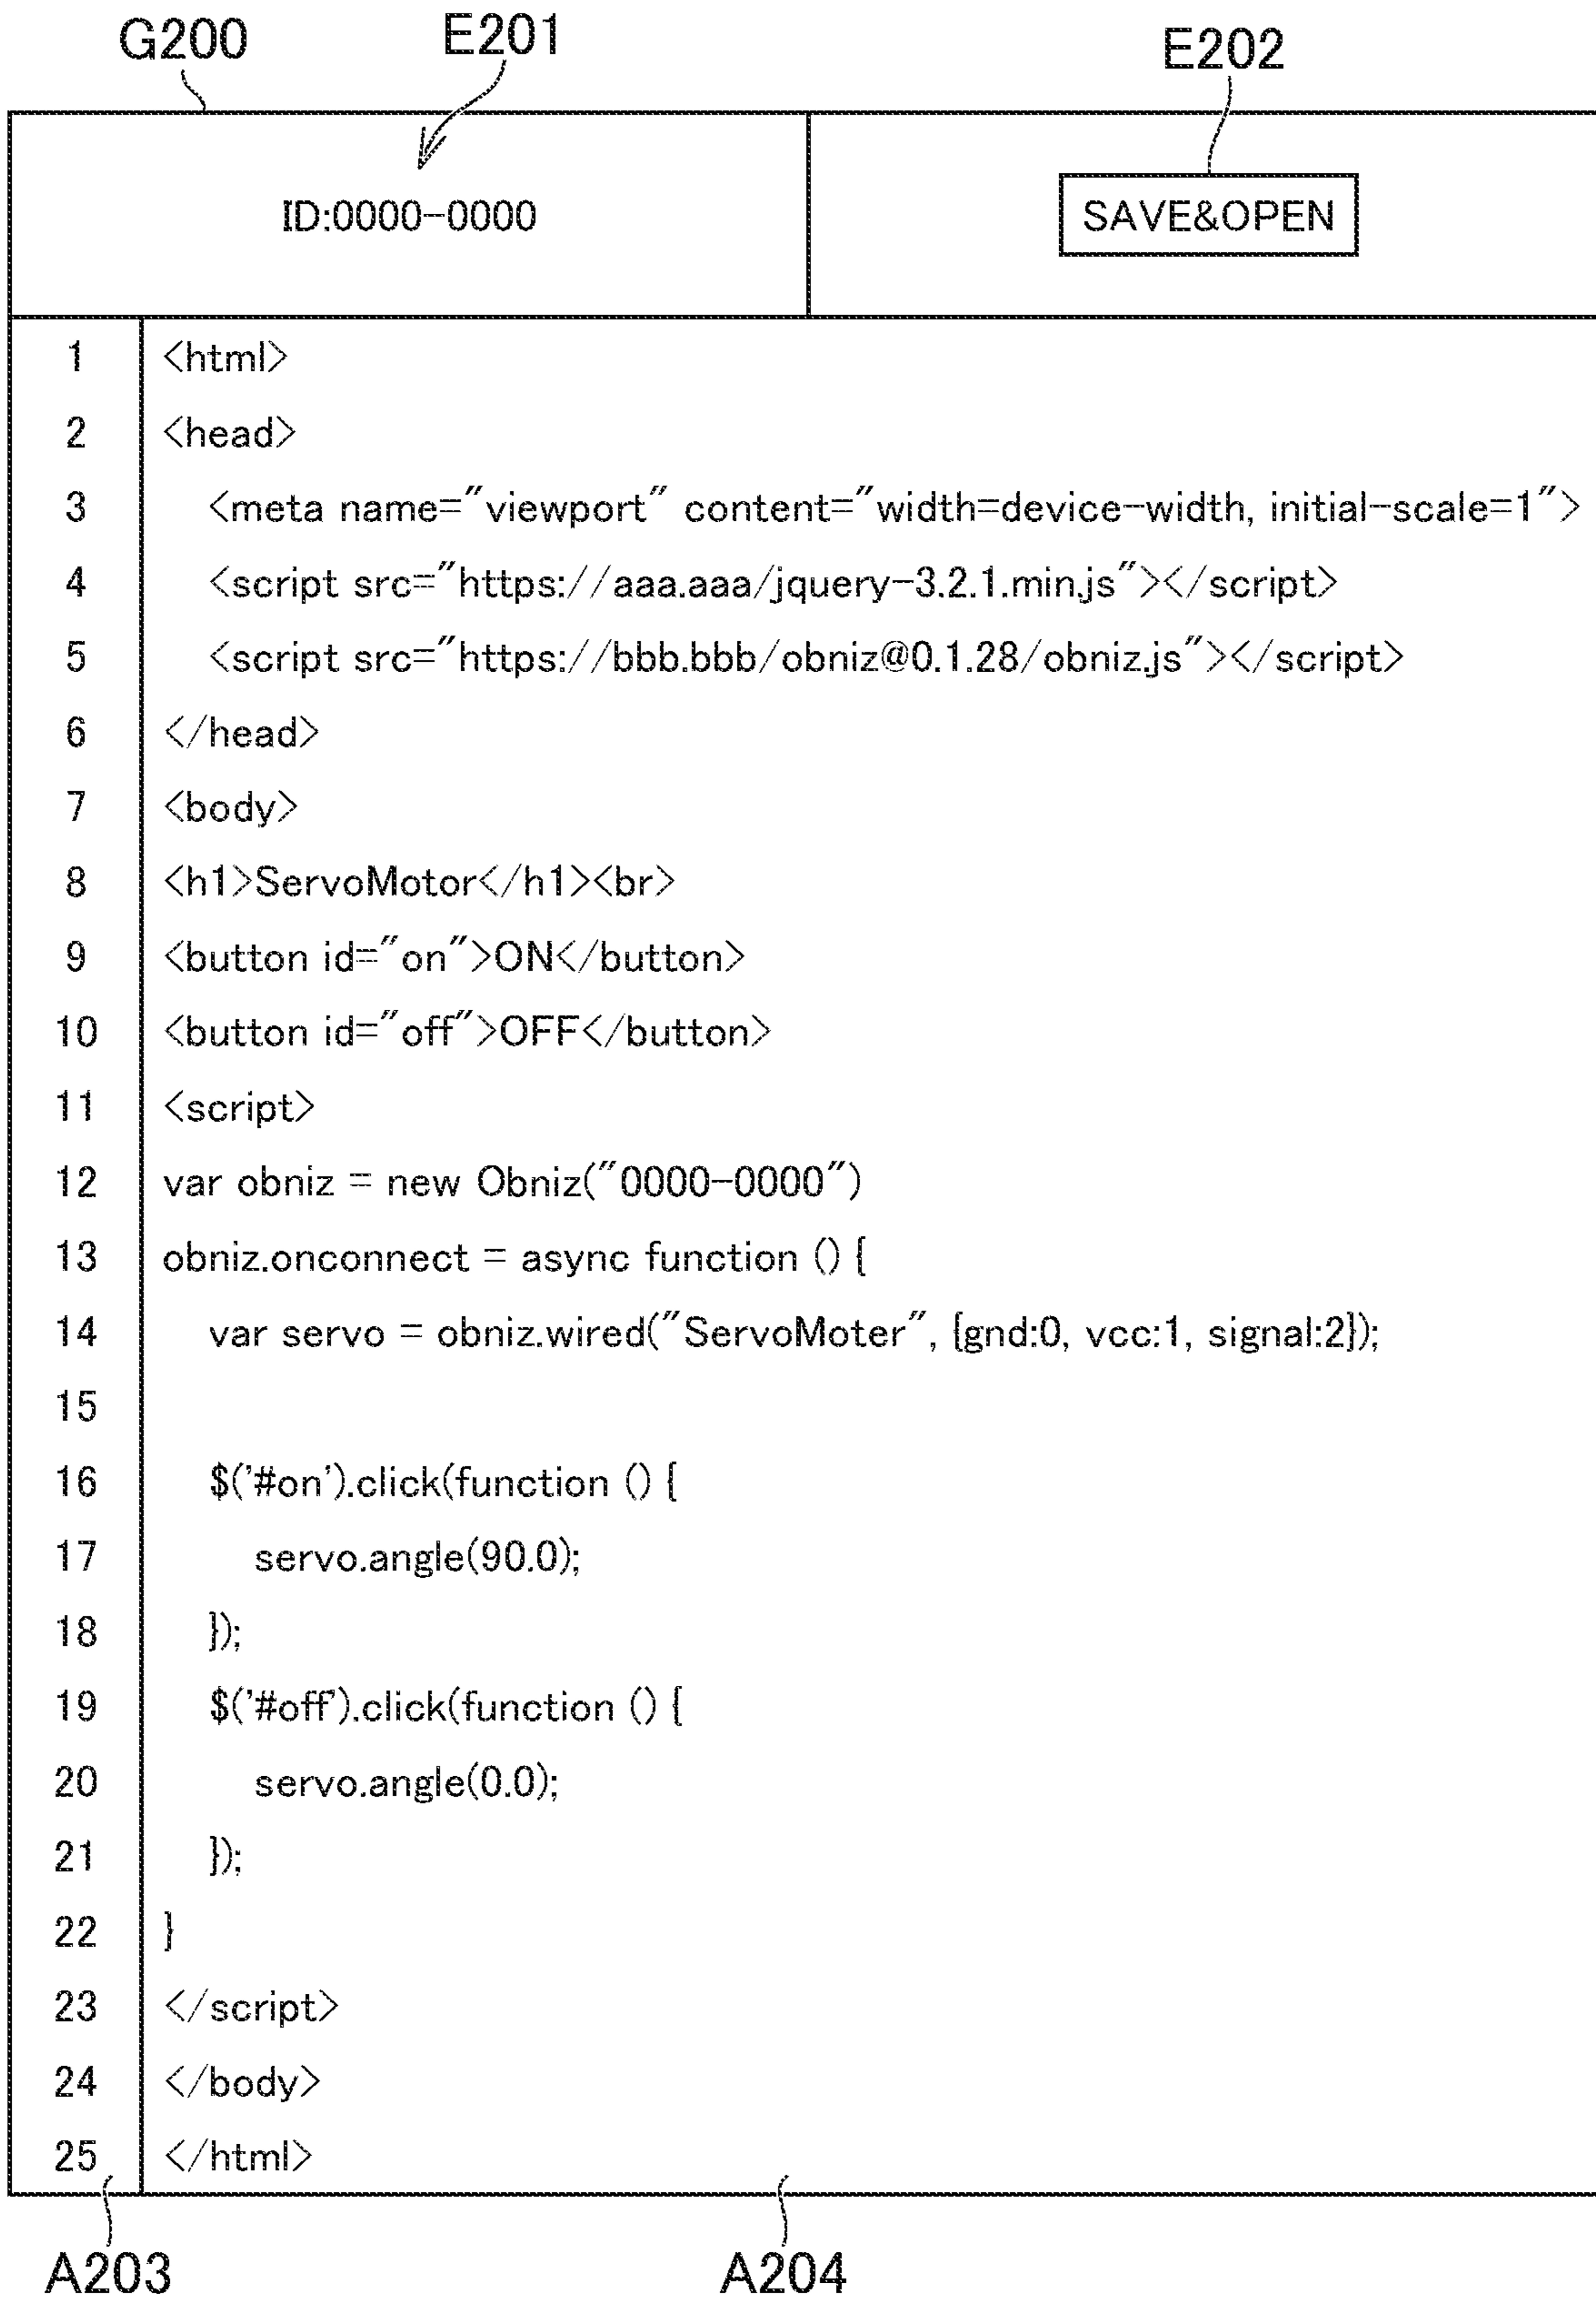 G200 E201 E202
ID:0000-0000 SAVE&OPEN
1 <html>
2 <head>
3 <meta name="viewport" content="width=device-width, initial-scale=1">
4 <script src="https://aaa.aaa/jquery-3.2.1.min.js"></script>
5 <script src="https://bbb.bbb/obniz@0.1.28/obniz.js"></script>
6 </head>
7 <body>
8 <h1>ServoMotor</h1><br>
9 <button id="on">ON</button>
10 <button id="off">OFF</button>
11 <script>
12 var obniz = new Obniz("0000-0000")
13 obniz.onconnect = async function () {
14 var servo = obniz.wired("ServoMoter", {gnd:0, vcc:1, signal:2});
15
16 $('#on').click(function () {
17 servo.angle(90.0);
18 });
19 $('#off').click(function () {
20 servo.angle(0.0);
21 });
22 }
23 </script>
24 </body>
25 </html>
A203 A204